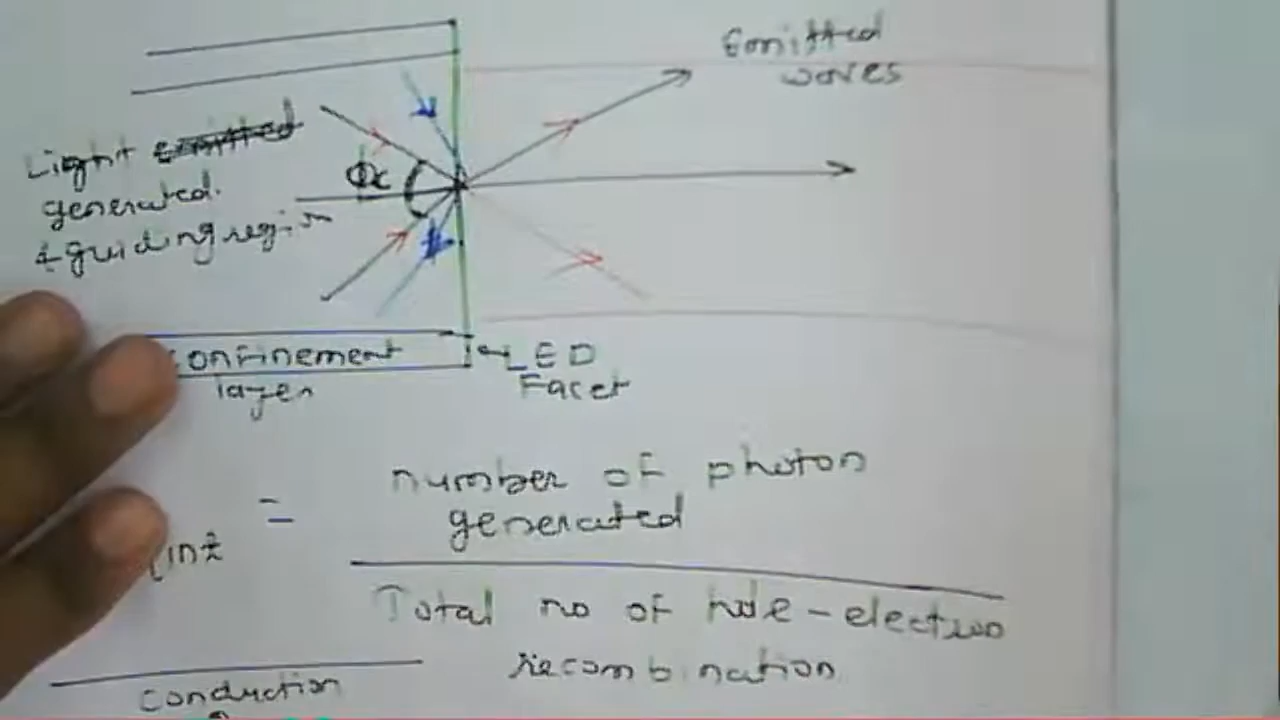 Emitted
waves
Light emitted
generated.
& guiding region
Φc
confinement
layer
LED
Facet
int =
number of photon
generated
Total no of hole-electron
recombination
conduction